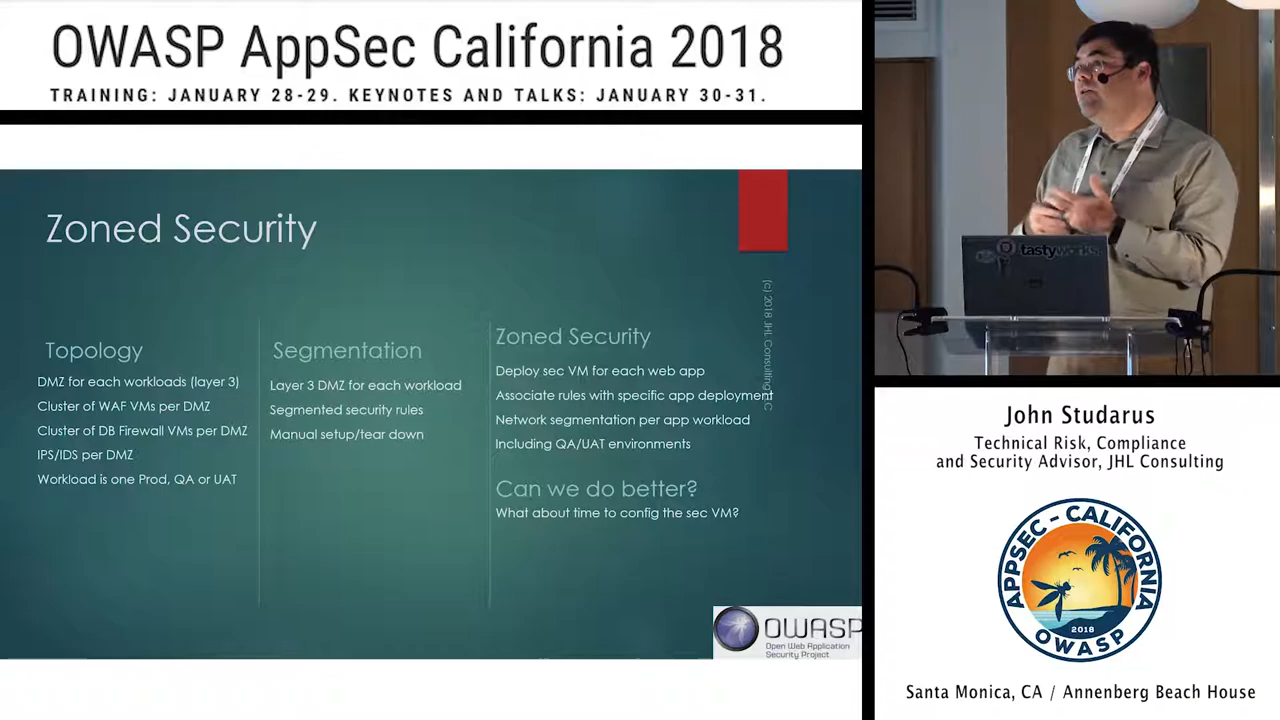 OWASP AppSec California 2018
TRAINING: JANUARY 28-29. KEYNOTES AND TALKS: JANUARY 30-31.
Zoned Security
(c) 2018 JHL Consulting LLC
Topology
DMZ for each workloads (layer 3)
Cluster of WAF VMs per DMZ
Cluster of DB Firewall VMs per DMZ
IPS/IDS per DMZ
Workload is one Prod, QA or UAT
Segmentation
Layer 3 DMZ for each workload
Segmented security rules
Manual setup/tear down
Zoned Security
Deploy sec VM for each web app
Associate rules with specific app deployment
Network segmentation per app workload
Including QA/UAT environments
Can we do better?
What about time to config the sec VM?
OWASP
Open Web Application
Security Project
tastyworks
John Studarus
Technical Risk, Compliance
and Security Advisor, JHL Consulting
APPSEC - CALIFORNIA
2018
OWASP
Santa Monica, CA / Annenberg Beach House